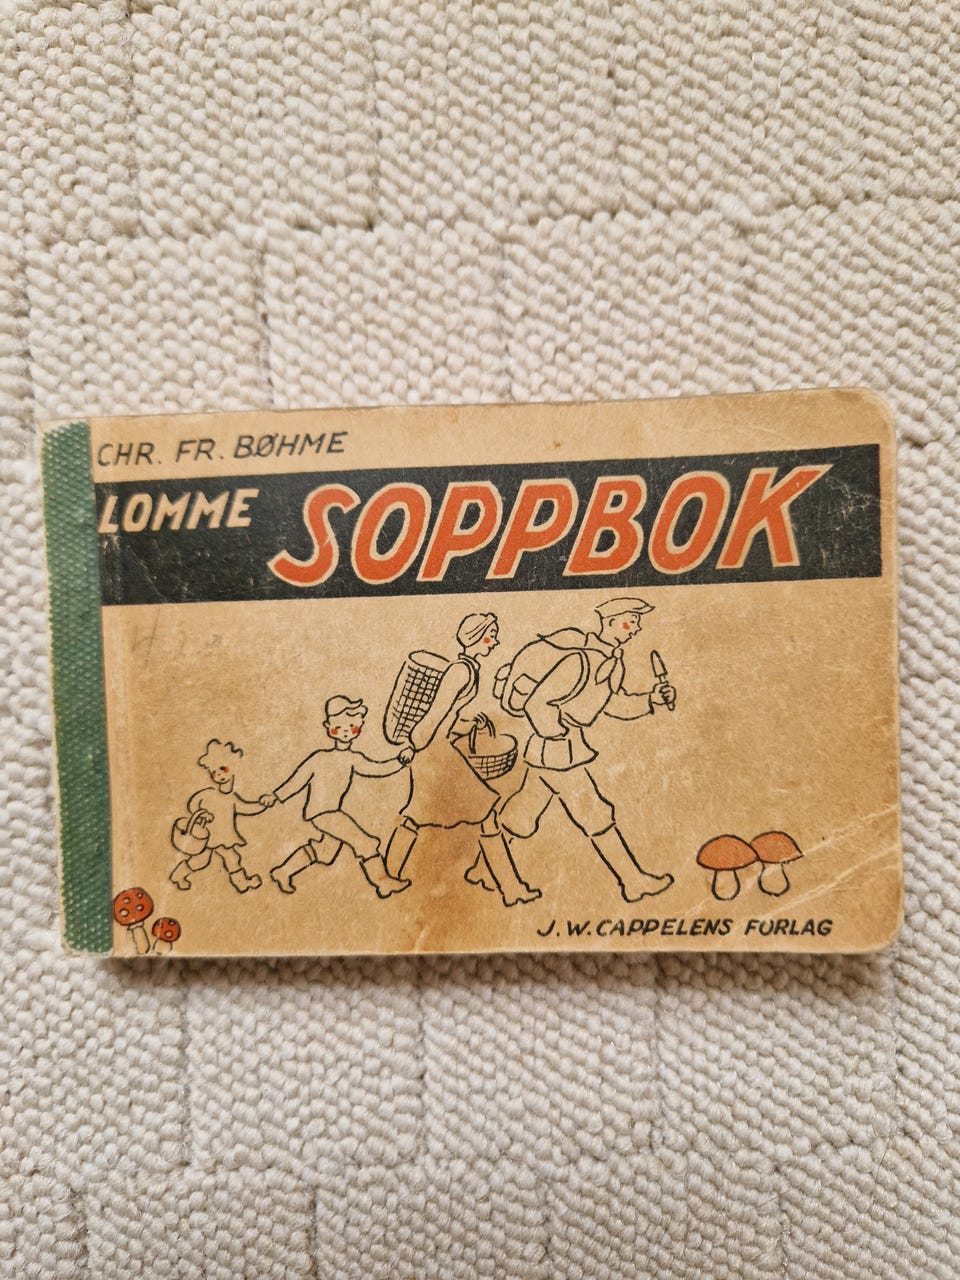 CHR. FR. BØHME
LOMME SOPPBOK
J.W. CAPPELENS FORLAG